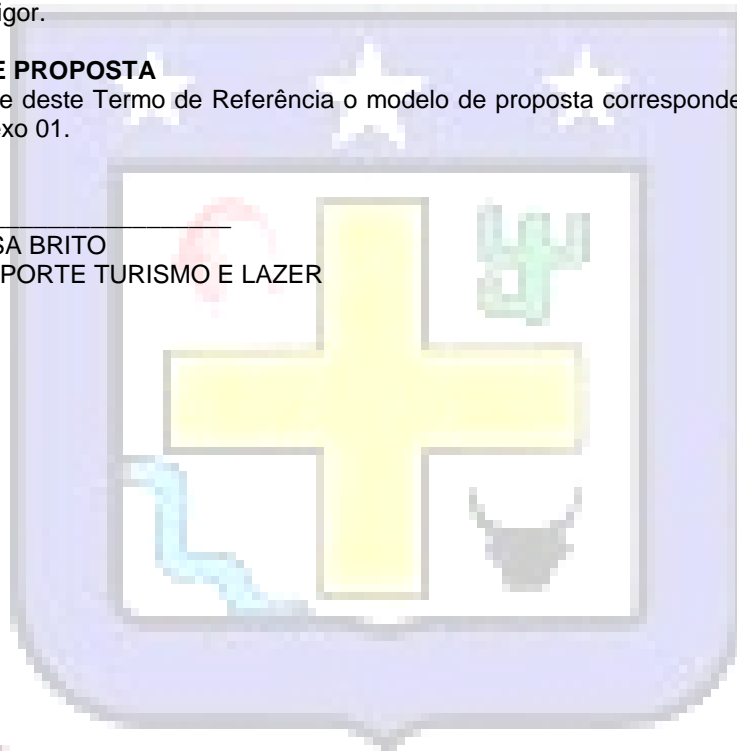 igor.
E PROPOSTA
e deste Termo de Referência o modelo de proposta corresponde
xo 01.
SA BRITO
PORTE TURISMO E LAZER